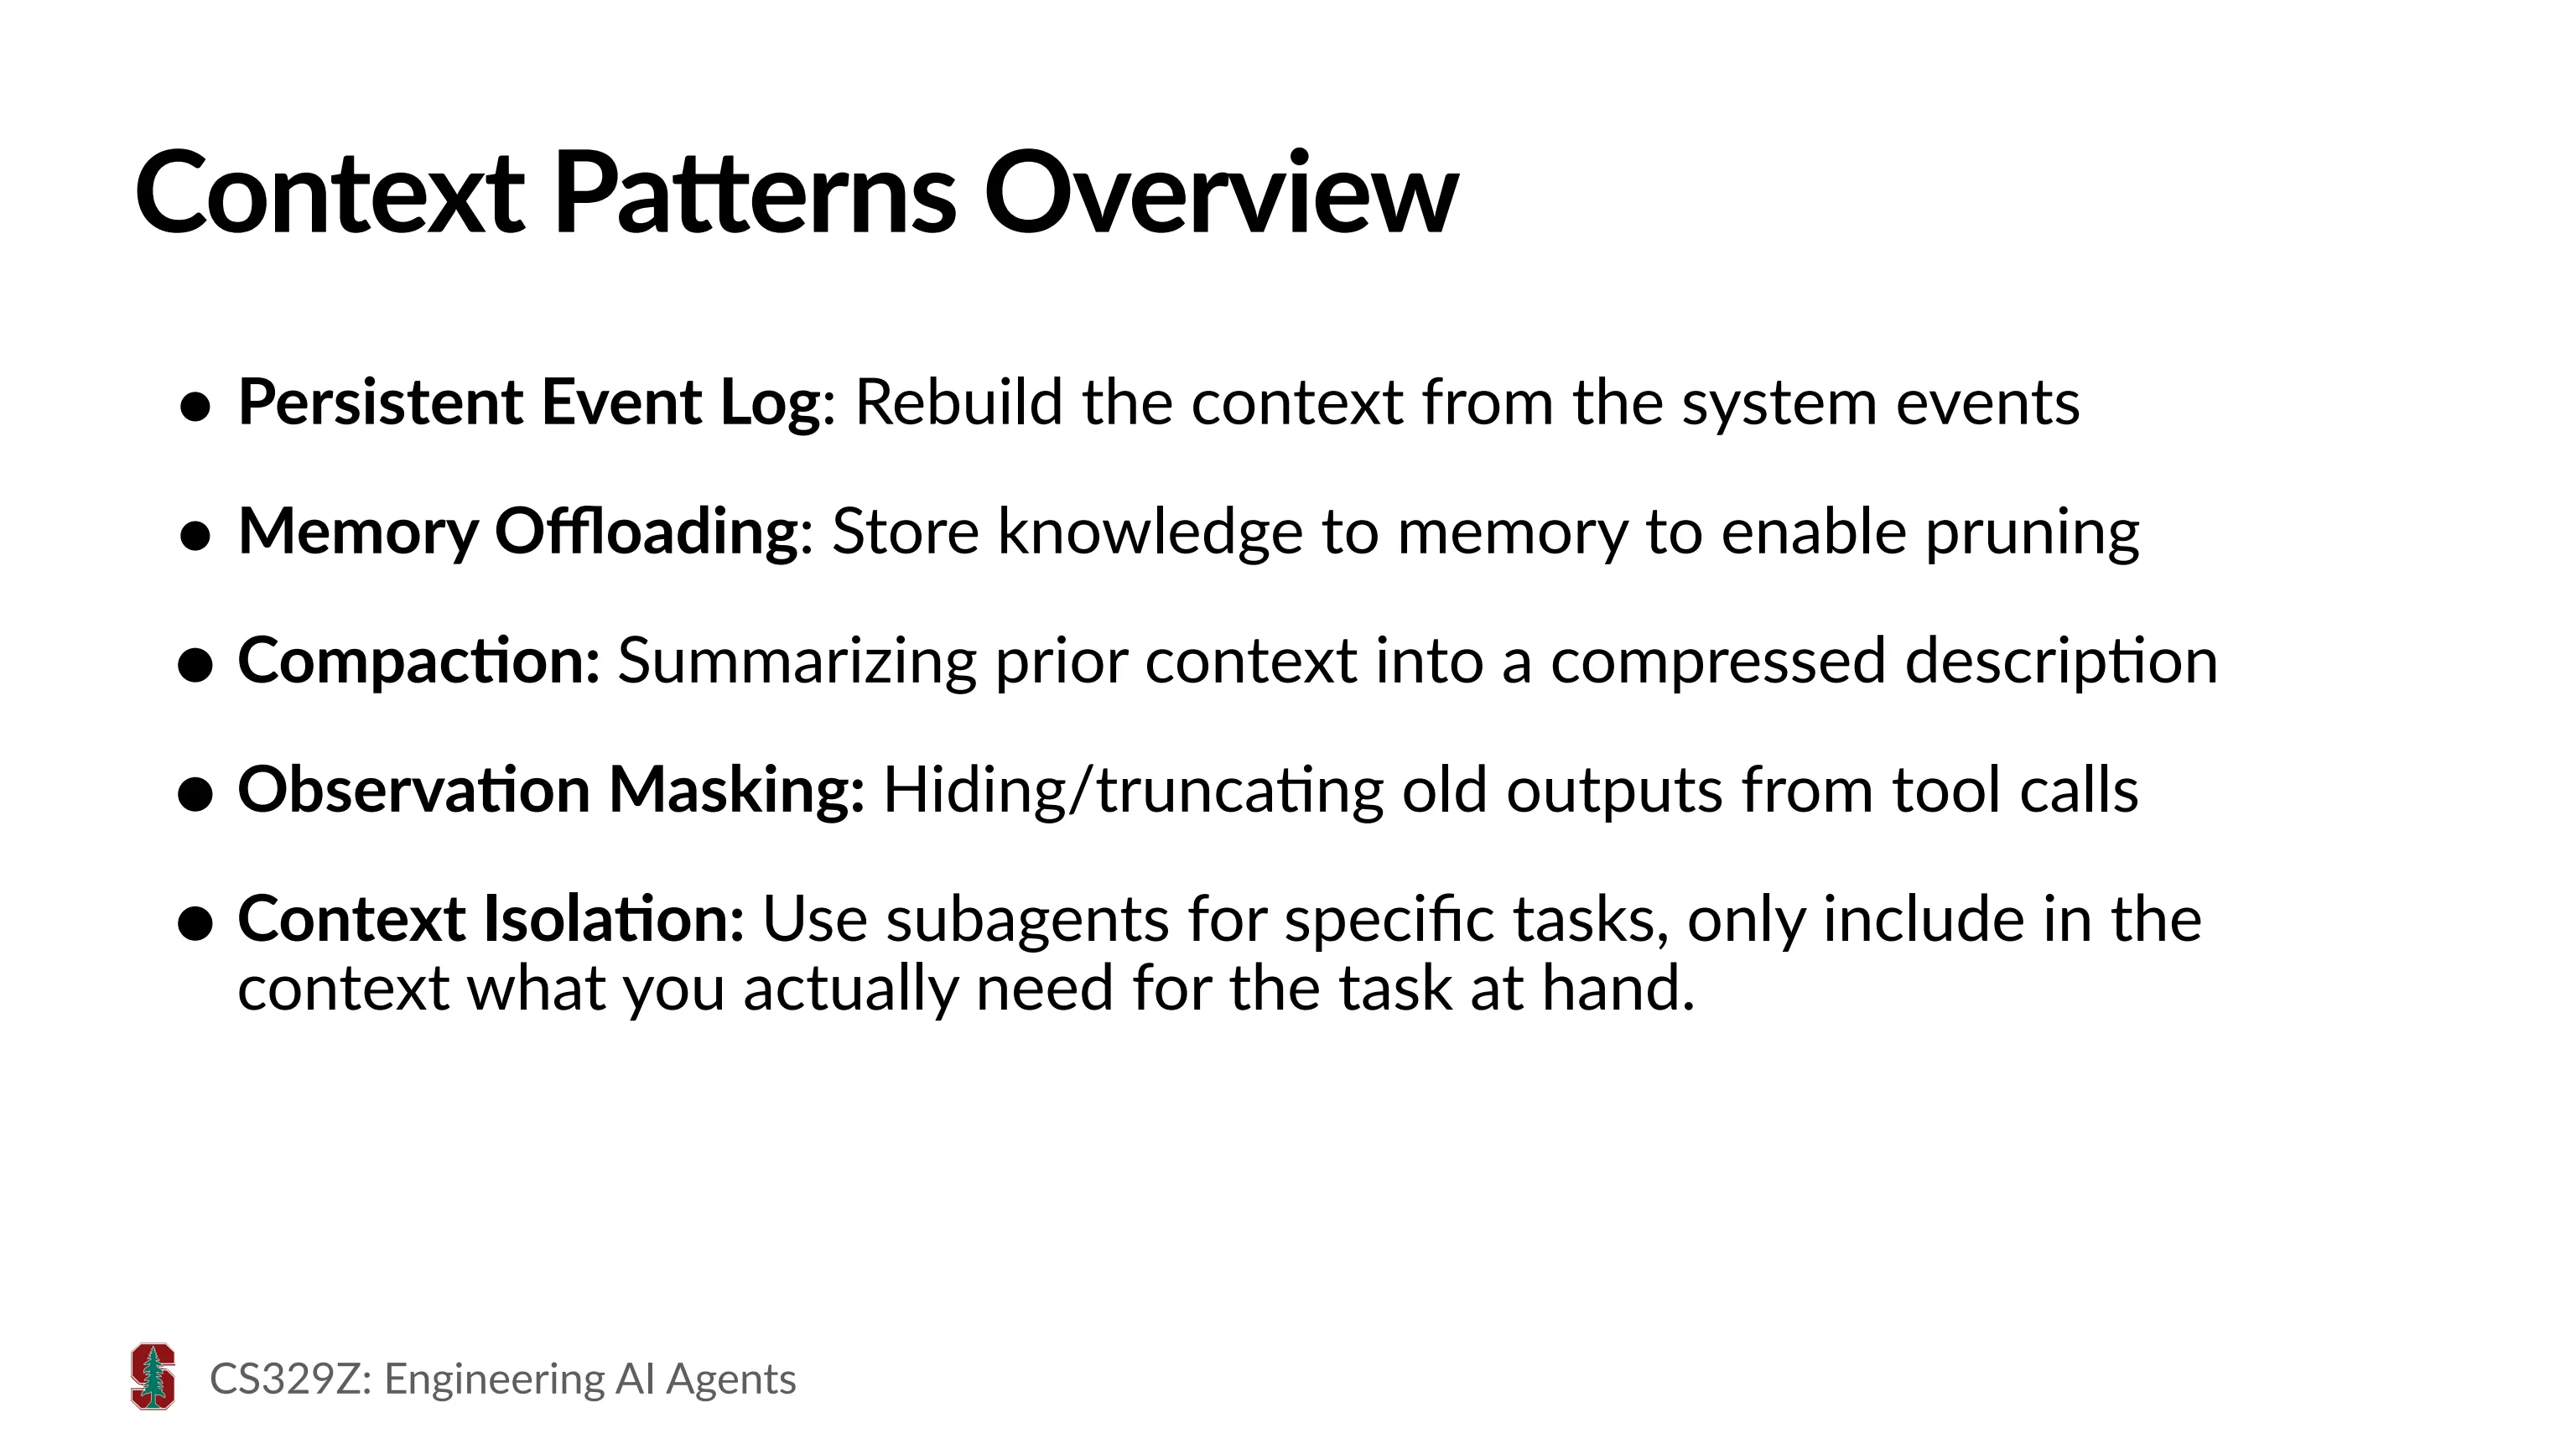 Context Patterns Overview
● Persistent Event Log: Rebuild the context from the system events
● Memory Offloading: Store knowledge to memory to enable pruning
● Compaction: Summarizing prior context into a compressed description
● Observation Masking: Hiding/truncating old outputs from tool calls
● Context Isolation: Use subagents for specific tasks, only include in the
context what you actually need for the task at hand.
CS329Z: Engineering AI Agents